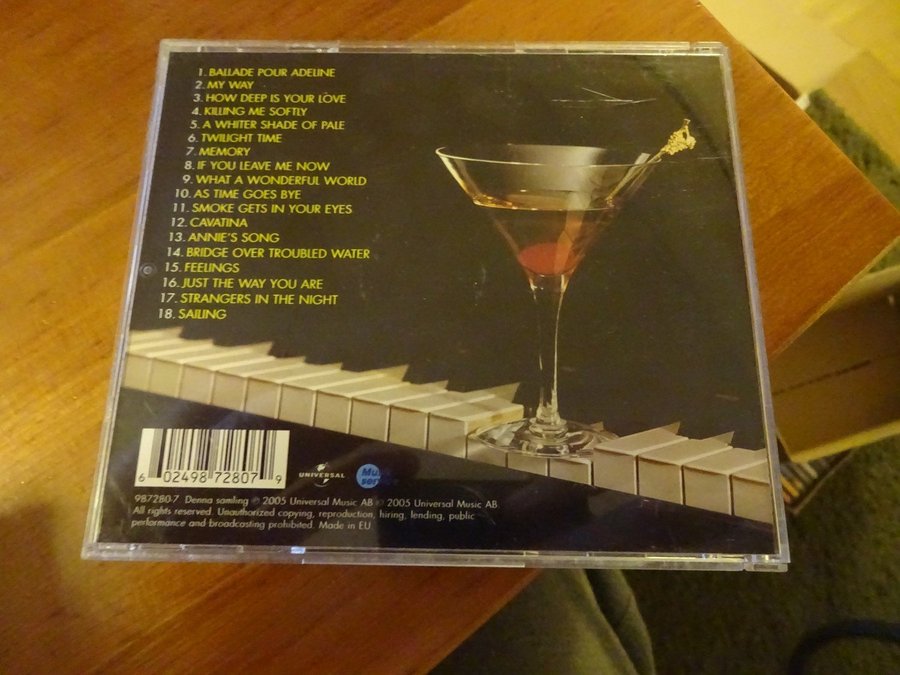 1. BALLADE POUR ADELINE
2. MY WAY
3. HOW DEEP IS YOUR LOVE
4. KILLING ME SOFTLY
5. A WHITER SHADE OF PALE
6. TWILIGHT TIME
7. MEMORY
8. IF YOU LEAVE ME NOW
9. WHAT A WONDERFUL WORLD
10. AS TIME GOES BYE
11. SMOKE GETS IN YOUR EYES
12. CAVATINA
13. ANNIE'S SONG
14. BRIDGE OVER TROUBLED WATER
15. FEELINGS
16. JUST THE WAY YOU ARE
17. STRANGERS IN THE NIGHT
18. SAILING
6 02498 72807 9
UNIVERSAL
987280-7 Denna samling ℗ 2005 Universal Music AB © 2005 Universal Music AB
All rights reserved. Unauthorized copying, reproduction, hiring, lending, public
performance and broadcasting prohibited. Made in EU